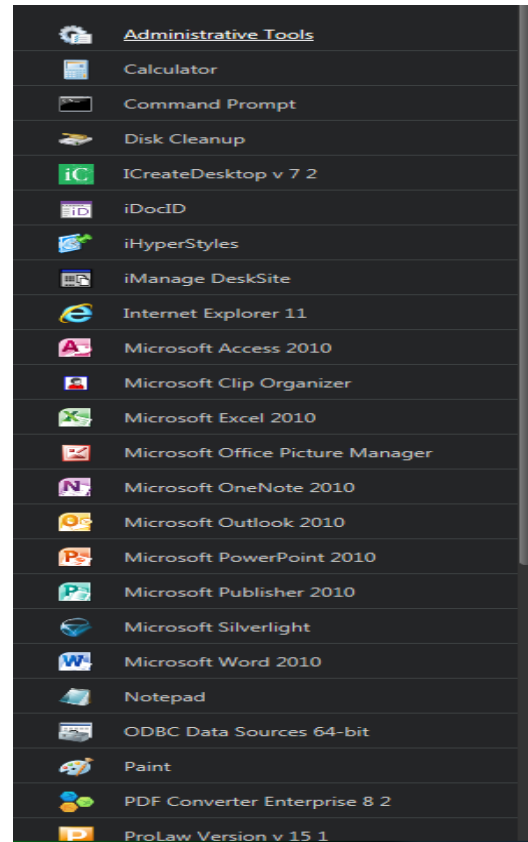 Administrative Tools
Calculator
Command Prompt
Disk Cleanup
iC ICreateDesktop v 7 2
iD iDocID
iHyperStyles
iManage DeskSite
Internet Explorer 11
Microsoft Access 2010
Microsoft Clip Organizer
Microsoft Excel 2010
Microsoft Office Picture Manager
Microsoft OneNote 2010
Microsoft Outlook 2010
Microsoft PowerPoint 2010
Microsoft Publisher 2010
Microsoft Silverlight
Microsoft Word 2010
Notepad
ODBC Data Sources 64-bit
Paint
PDF Converter Enterprise 8 2
ProLaw Version v 15 1